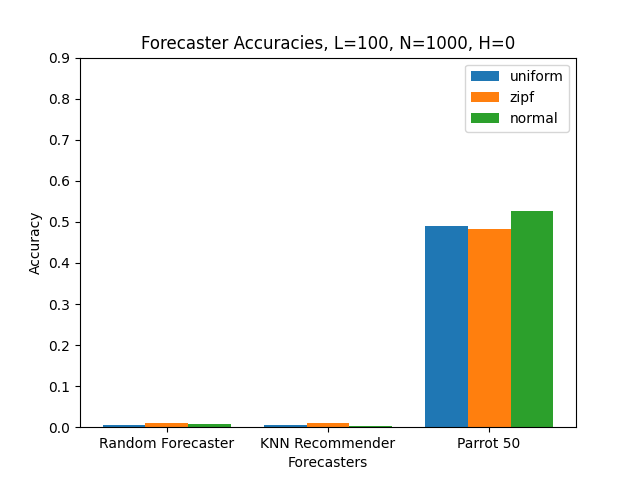 Forecaster Accuracies, L=100, N=1000, H=0
uniform
zipf
normal
0.9
0.8
0.7
0.6
0.5
0.4
0.3
0.2
0.1
0.0
Accuracy
Random Forecaster
KNN Recommender
Parrot 50
Forecasters